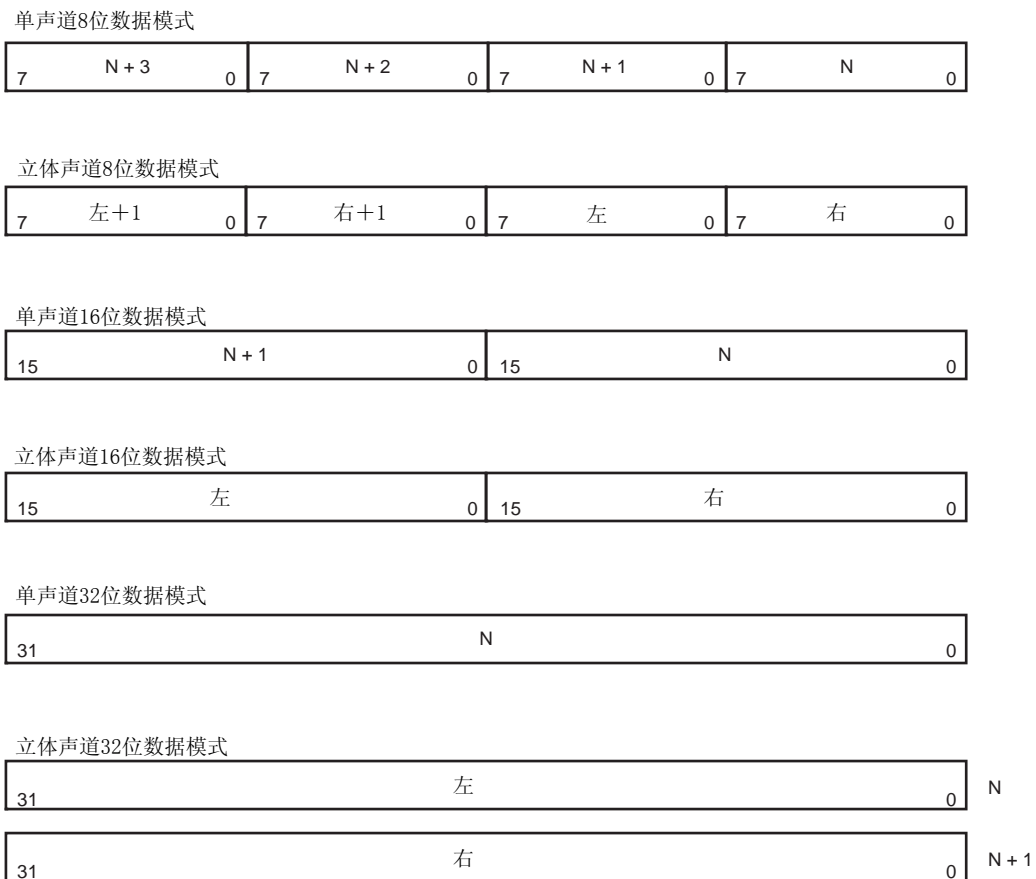 单声道8位数据模式
7 N + 3 0 7 N + 2 0 7 N + 1 0 7 N 0
立体声道8位数据模式
7 左＋1 0 7 右＋1 0 7 左 0 7 右 0
单声道16位数据模式
15 N + 1 0 15 N 0
立体声道16位数据模式
15 左 0 15 右 0
单声道32位数据模式
31 N 0
立体声道32位数据模式
31 左 0 N
31 右 0 N + 1